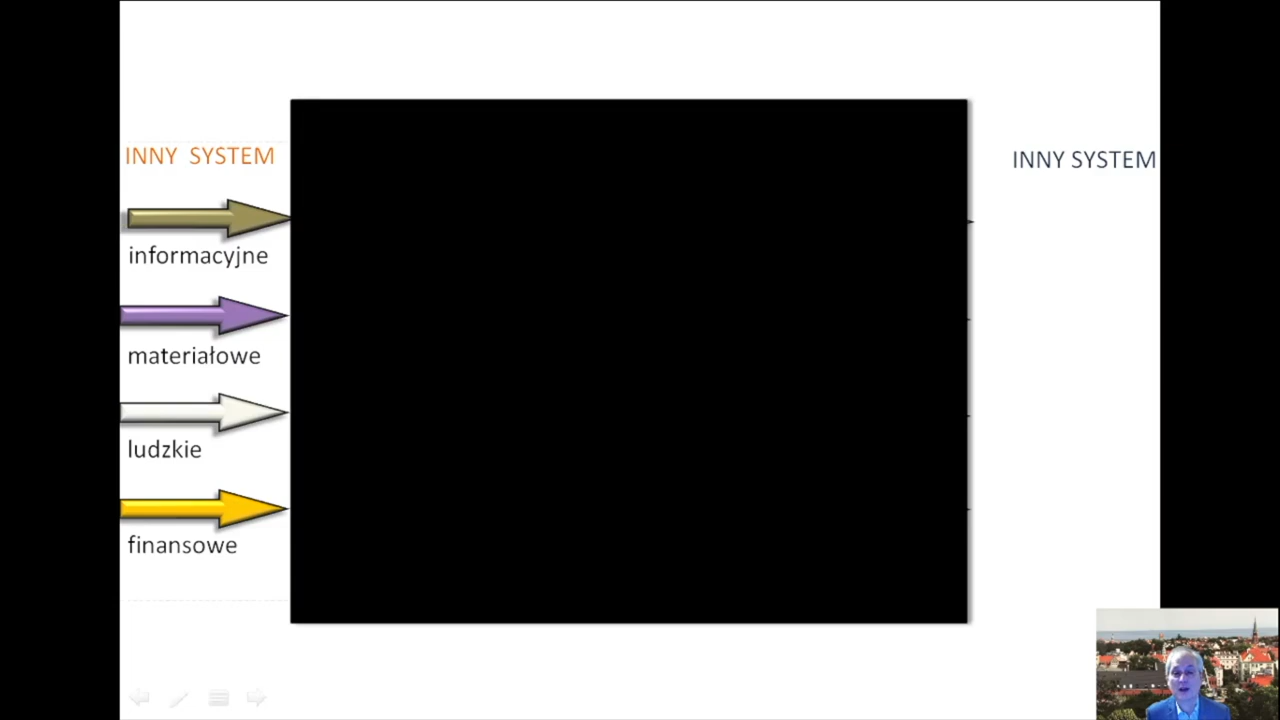 INNY SYSTEM
INNY SYSTEM
informacyjne
materiałowe
ludzkie
finansowe